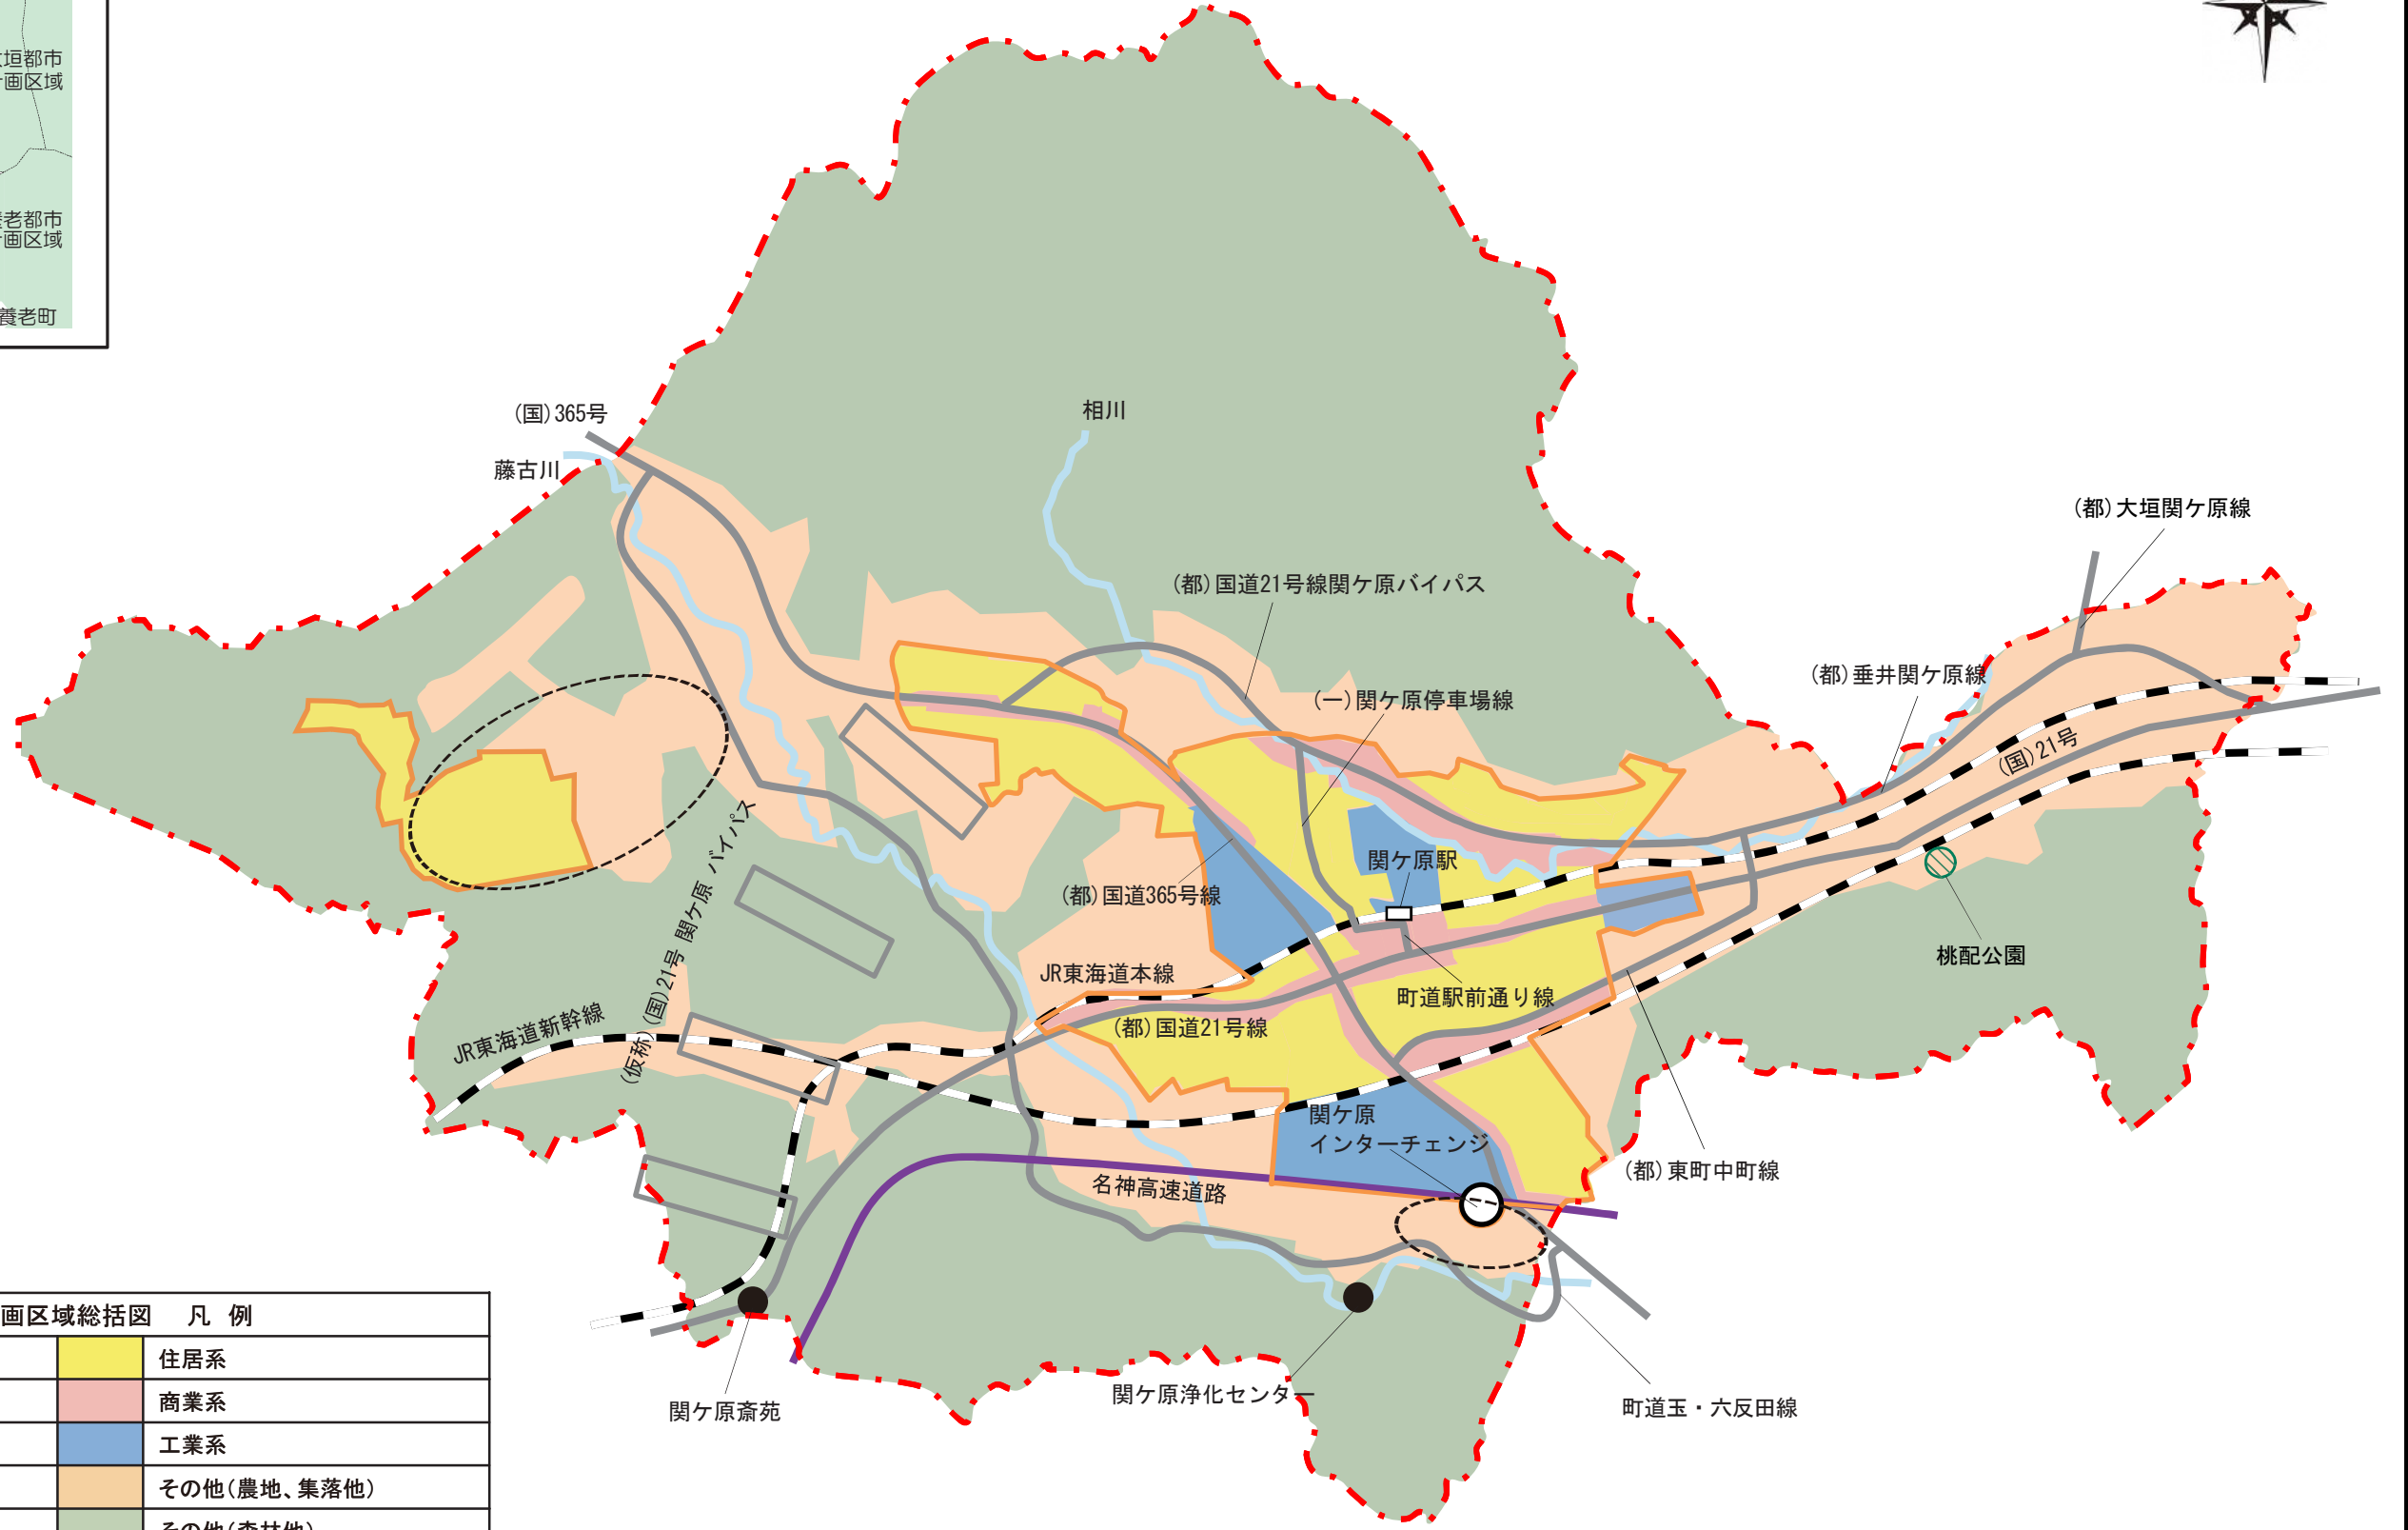 垣都市
画区域
老都市
画区域
養老町
(国)365号
藤古川
相川
(都)大垣関ケ原線
(都)国道21号線関ケ原バイパス
(都)垂井関ケ原線
(一)関ケ原停車場線
(国)21号
関ケ原駅
(都)国道365号線
(仮称)(国)21号 関ケ原 バイパス
桃配公園
JR東海道本線
町道駅前通り線
JR東海道新幹線
(都)国道21号線
関ケ原
インターチェンジ
(都)東町中町線
名神高速道路
関ケ原浄化センター
関ケ原斎苑
町道玉・六反田線
画区域総括図 凡 例
住居系
商業系
工業系
その他(農地、集落他)
その他(森林他)